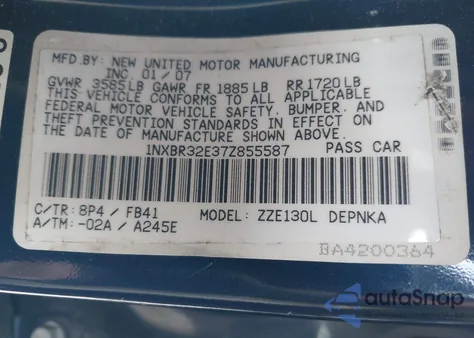 MFD.BY: NEW UNITED MOTOR MANUFACTURING
INC. 01/07
GVWR 3585LB GAWR FR 1885LB RR1720LB
THIS VEHICLE CONFORMS TO ALL APPLICABLE
FEDERAL MOTOR VEHICLE SAFETY, BUMPER, AND
THEFT PREVENTION STANDARDS IN EFFECT ON
THE DATE OF MANUFACTURE SHOWN ABOVE.
1NXBR32E37Z855587 PASS CAR
C/TR: 8P4 / FB41 MODEL: ZZE130L DEPNKA
A/TM: -02A / A245E
BA4200364
autoSnap